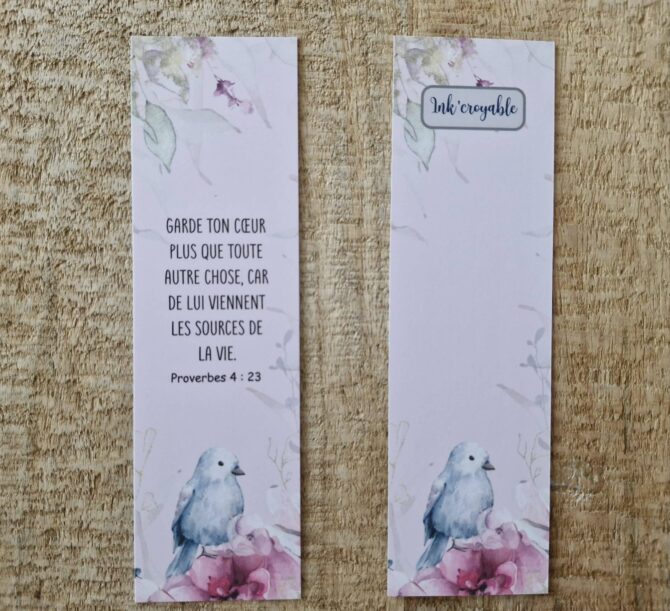 GARDE TON CŒUR
PLUS QUE TOUTE
AUTRE CHOSE, CAR
DE LUI VIENNENT
LES SOURCES DE
LA VIE.
Proverbes 4 : 23
Ink'croyable